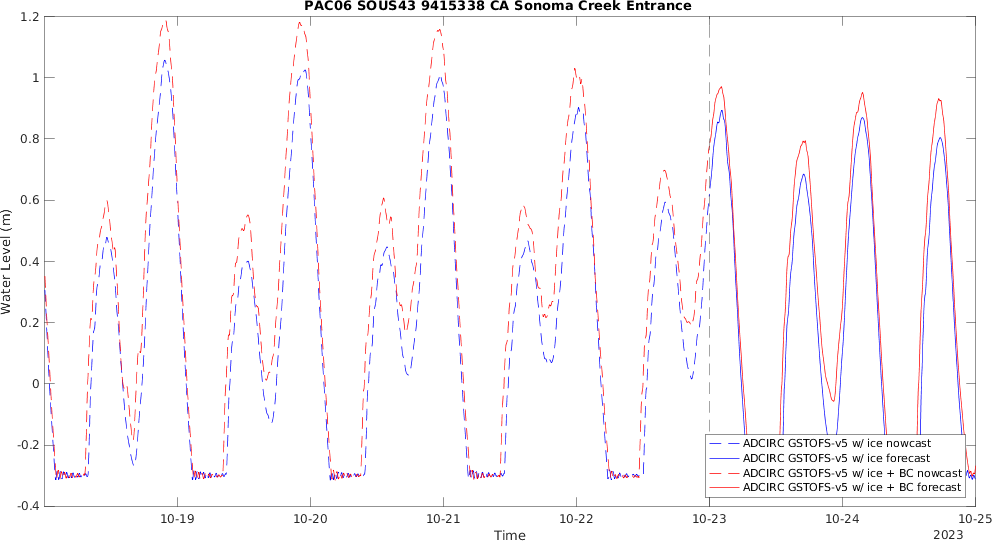 PAC06 SOUS43 9415338 CA Sonoma Creek Entrance
1.2
1
0.8
0.6
0.4
0.2
0
-0.2
-0.4
Water Level (m)
10-19
10-20
10-21
10-22
10-23
10-24
10-25
Time
2023
ADCIRC GSTOFS-v5 w/ ice nowcast
ADCIRC GSTOFS-v5 w/ ice forecast
ADCIRC GSTOFS-v5 w/ ice + BC nowcast
ADCIRC GSTOFS-v5 w/ ice + BC forecast